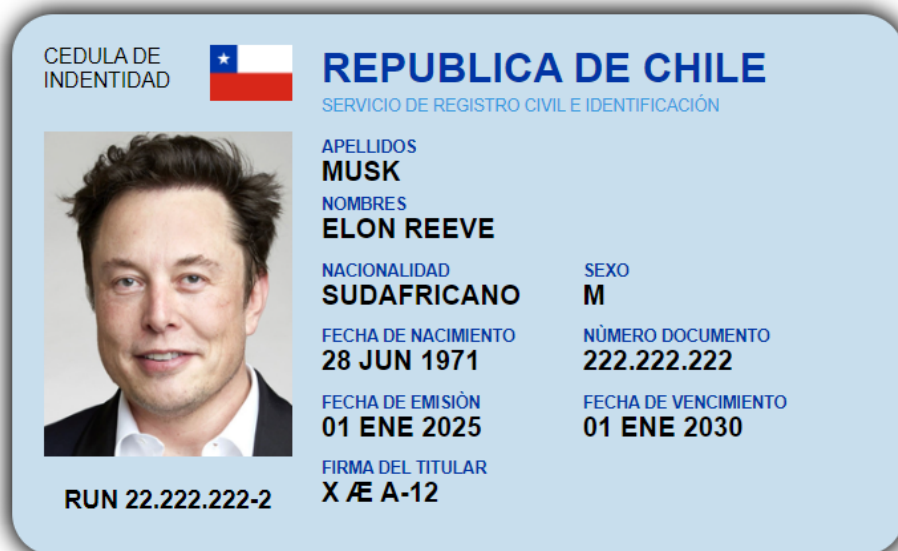 CEDULA DE
INDENTIDAD
REPUBLICA DE CHILE
SERVICIO DE REGISTRO CIVIL E IDENTIFICACIÓN
APELLIDOS
MUSK
NOMBRES
ELON REEVE
NACIONALIDAD
SUDAFRICANO
SEXO
M
FECHA DE NACIMIENTO
28 JUN 1971
NÙMERO DOCUMENTO
222.222.222
FECHA DE EMISIÒN
01 ENE 2025
FECHA DE VENCIMIENTO
01 ENE 2030
FIRMA DEL TITULAR
X Æ A-12
RUN 22.222.222-2